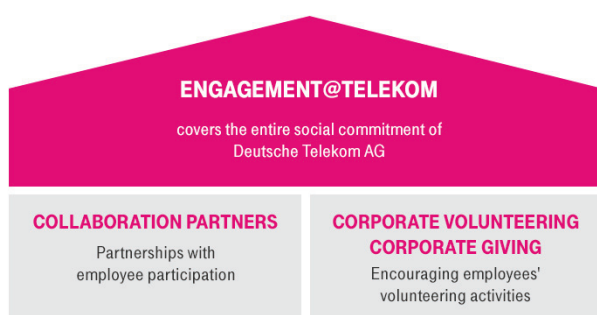 ENGAGEMENT@TELEKOM
covers the entire social commitment of
Deutsche Telekom AG
COLLABORATION PARTNERS
Partnerships with
employee participation
CORPORATE VOLUNTEERING
CORPORATE GIVING
Encouraging employees'
volunteering activities